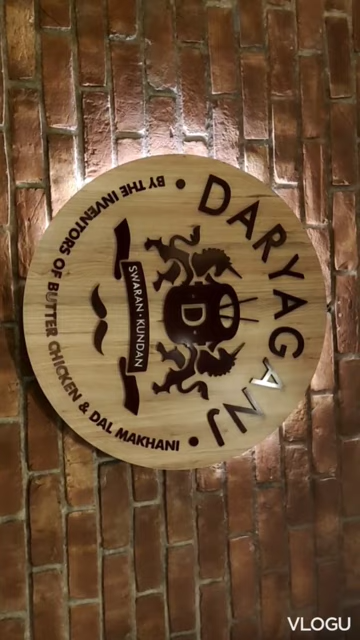 DARYAGANJ
D
SWARAN · KUNDAN
• BY THE INVENTORS OF BUTTER CHICKEN & DAL MAKHANI •
VLOGU